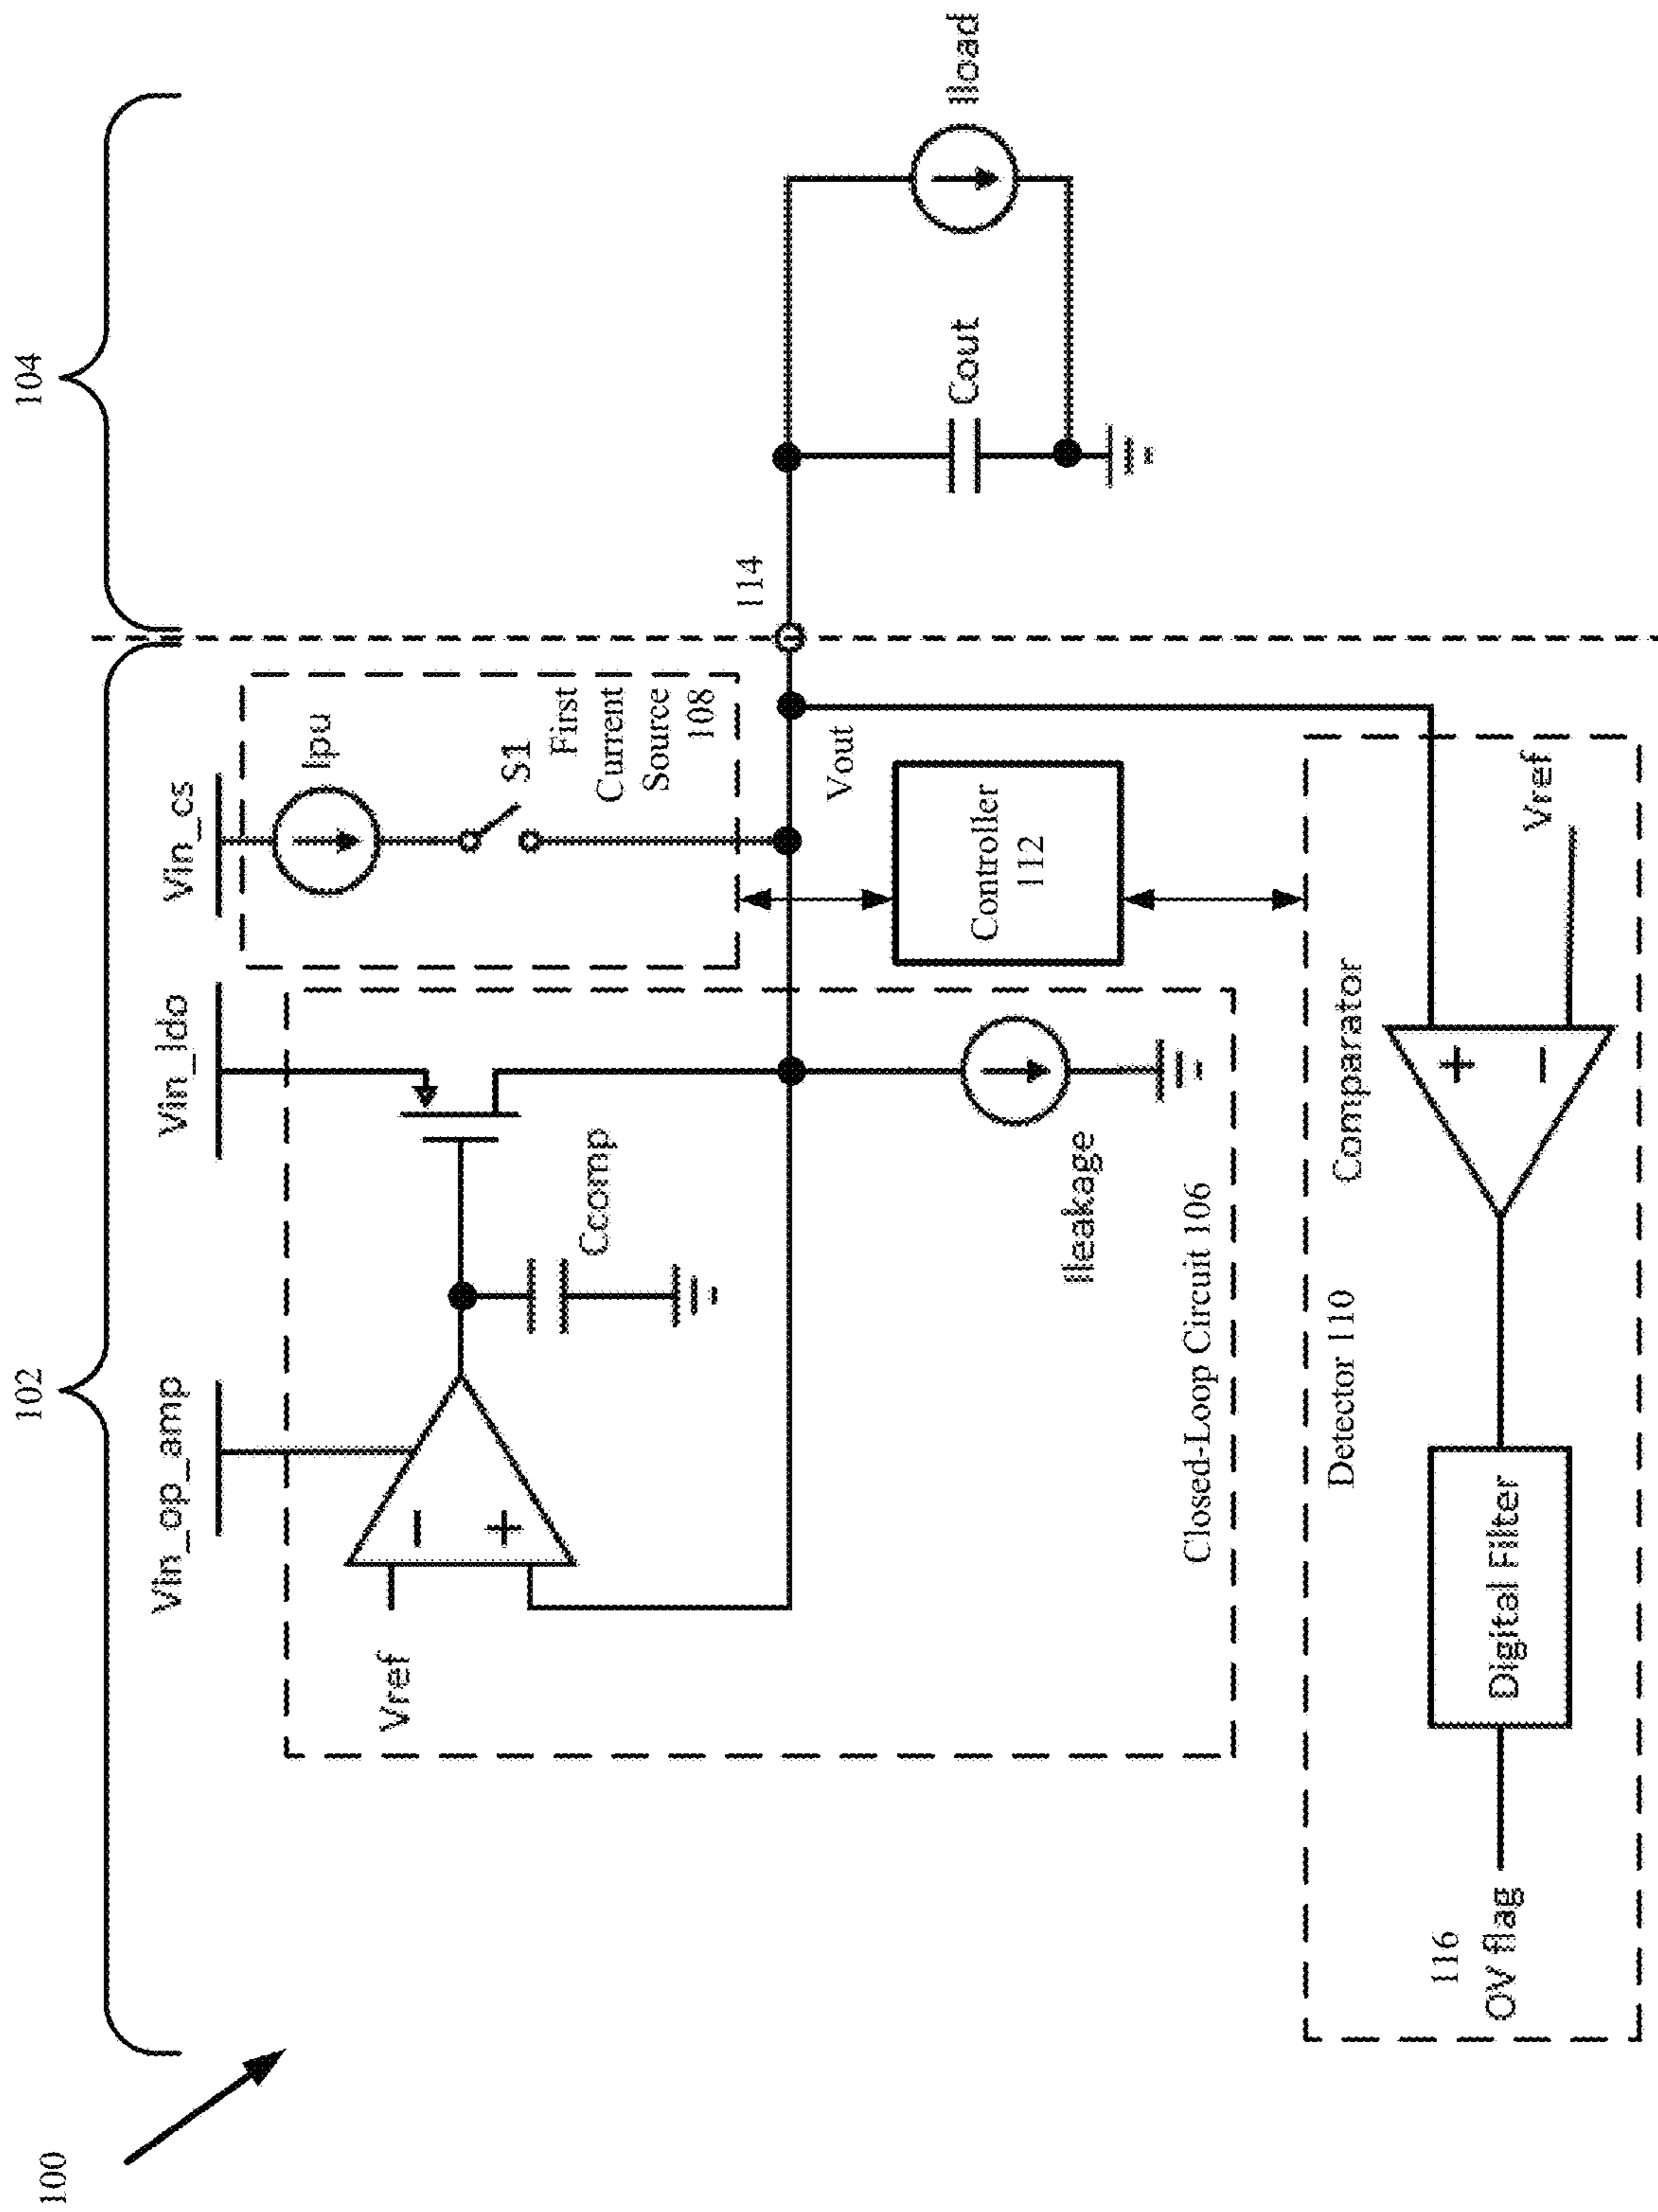 100
102
104
Vin_op_amp
Vin_ldo
Vin_cs
Vref
−
+
Ccomp
Ileakage
Closed-Loop Circuit 106
Ipu
S1
First
Current
Source
108
114
Vout
Controller
112
Cout
Iload
Detector 110
Comparator
+
−
Vref
Digital Filter
116
OV flag